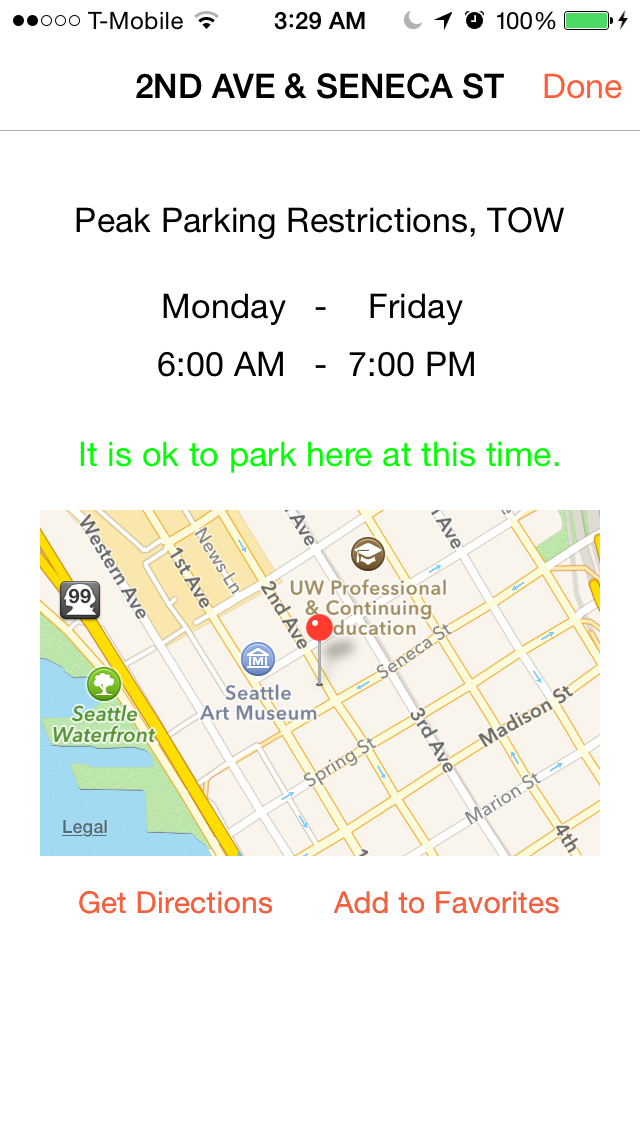 T-Mobile 3:29 AM 100%
2ND AVE & SENECA ST Done
Peak Parking Restrictions, TOW
Monday - Friday
6:00 AM - 7:00 PM
It is ok to park here at this time.
Western Ave
1st Ave
News Ln
2nd Ave
Ave
Ave
99
UW Professional
& Continuing
ducation
Seneca St
Seattle
Art Museum
Seattle
Waterfront
3rd Ave
Madison St
Spring St
Marion St
4th
Legal
Get Directions Add to Favorites